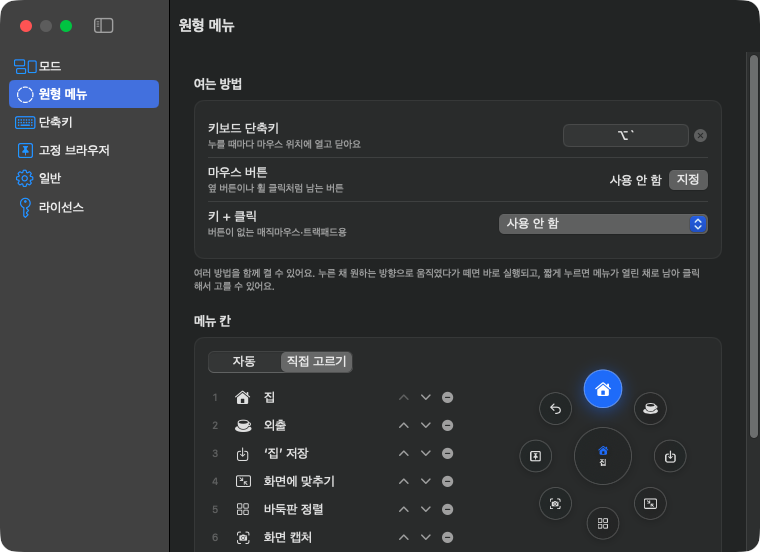 원형 메뉴
모드
원형 메뉴
단축키
고정 브라우저
일반
라이선스
여는 방법
키보드 단축키
누를 때마다 마우스 위치에 열고 닫아요
⌥`
마우스 버튼
옆 버튼이나 휠 클릭처럼 남는 버튼
사용 안 함
지정
키 + 클릭
버튼이 없는 매직마우스·트랙패드용
사용 안 함
여러 방법을 함께 켤 수 있어요. 누른 채 원하는 방향으로 움직였다가 떼면 바로 실행되고, 짧게 누르면 메뉴가 열린 채로 남아 클릭
해서 고를 수 있어요.
메뉴 칸
자동
직접 고르기
1 집
2 외출
3 ‘집’ 저장
4 화면에 맞추기
5 바둑판 정렬
6 화면 캡처
집